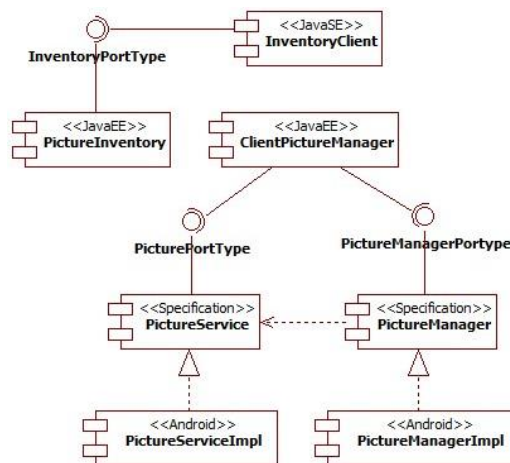 <<JavaSE>>
InventoryClient
InventoryPortType
<<JavaEE>>
PictureInventory
<<JavaEE>>
ClientPictureManager
PicturePortType
PictureManagerPortype
<<Specification>>
PictureService
<<Specification>>
PictureManager
<<Android>>
PictureServiceImpl
<<Android>>
PictureManagerImpl